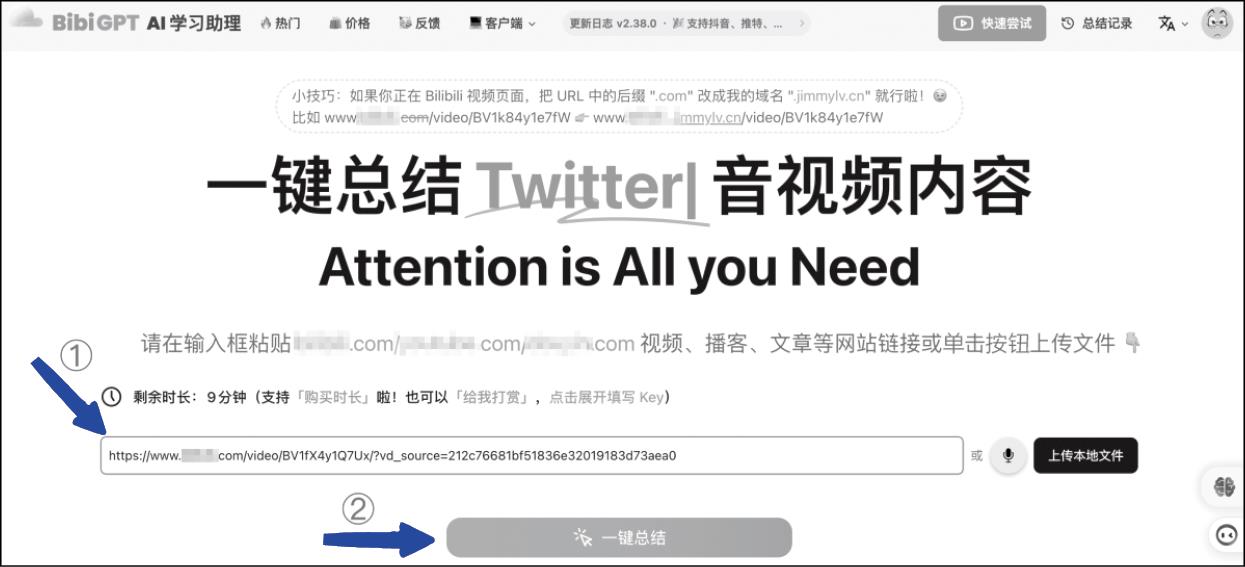 BibiGPT AI 学习助理 热门 价格 反馈 客户端 更新日志 v2.38.0 · 支持抖音、推特、... 快速尝试 总结记录
小技巧：如果你正在 Bilibili 视频页面，把 URL 中的后缀 ".com" 改成我的域名 ".jimmylv.cn" 就行啦！
比如 www. com/video/BV1k84y1e7fW www. jimmylv.cn/video/BV1k84y1e7fW
一键总结 Twitter| 音视频内容
Attention is All you Need
请在输入框粘贴 .com/ com/ .com 视频、播客、文章等网站链接或单击按钮上传文件
①
剩余时长：9分钟（支持「购买时长」啦！也可以「给我打赏」，点击展开填写 Key）
https://www. com/video/BV1fX4y1Q7Ux/?vd_source=212c76681bf51836e32019183d73aea0 或 上传本地文件
②
一键总结